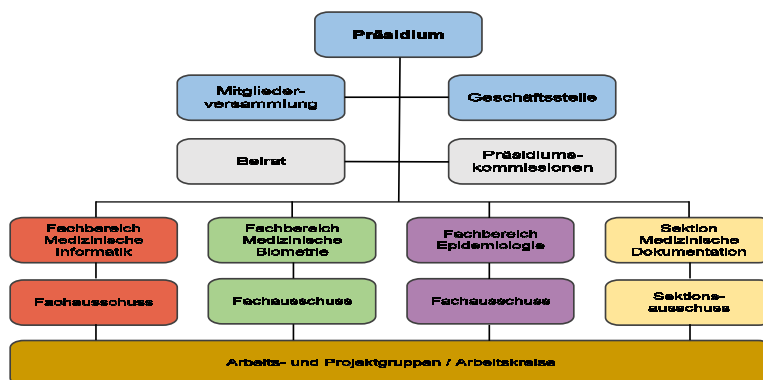 Präsidium
Mitglieder-
versammlung
Geschäftsstelle
Beirat
Präsidiums-
kommissionen
Fachbereich
Medizinische
Informatik
Fachbereich
Medizinische
Biometrie
Fachbereich
Epidemiologie
Sektion
Medizinische
Dokumentation
Fachausschuss
Fachausschuss
Fachausschuss
Sektions-
ausschuss
Arbeits- und Projektgruppen / Arbeitskreise